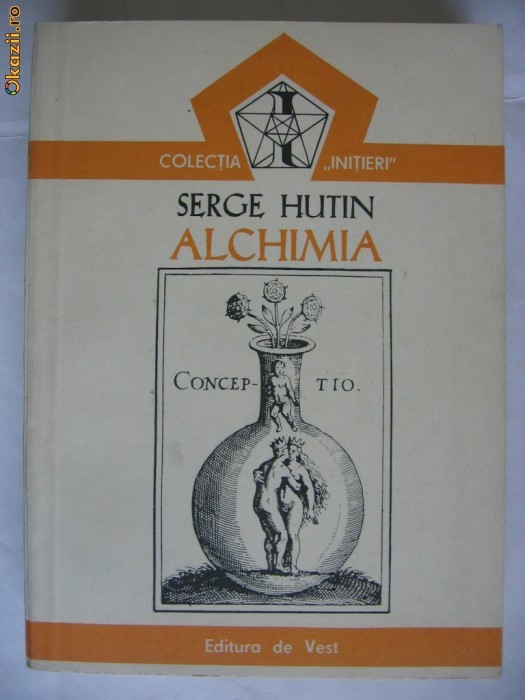 Okazii.ro
COLECȚIA „INIȚIERI"
SERGE HUTIN
ALCHIMIA
CONCEP- TIO.
Editura de Vest